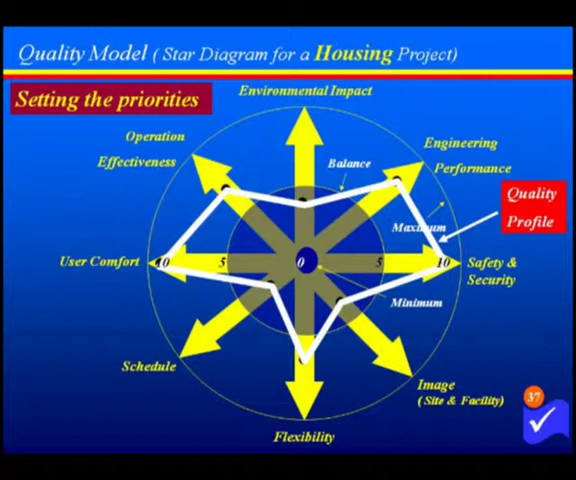 Quality Model ( Star Diagram for a Housing Project)
Setting the priorities
Environmental Impact
Operation
Effectiveness
Engineering
Performance
Balance
Quality
Profile
Maximum
User Comfort
10
5
0
5
10
Safety &
Security
Minimum
Schedule
Image
( Site & Facility)
Flexibility
37